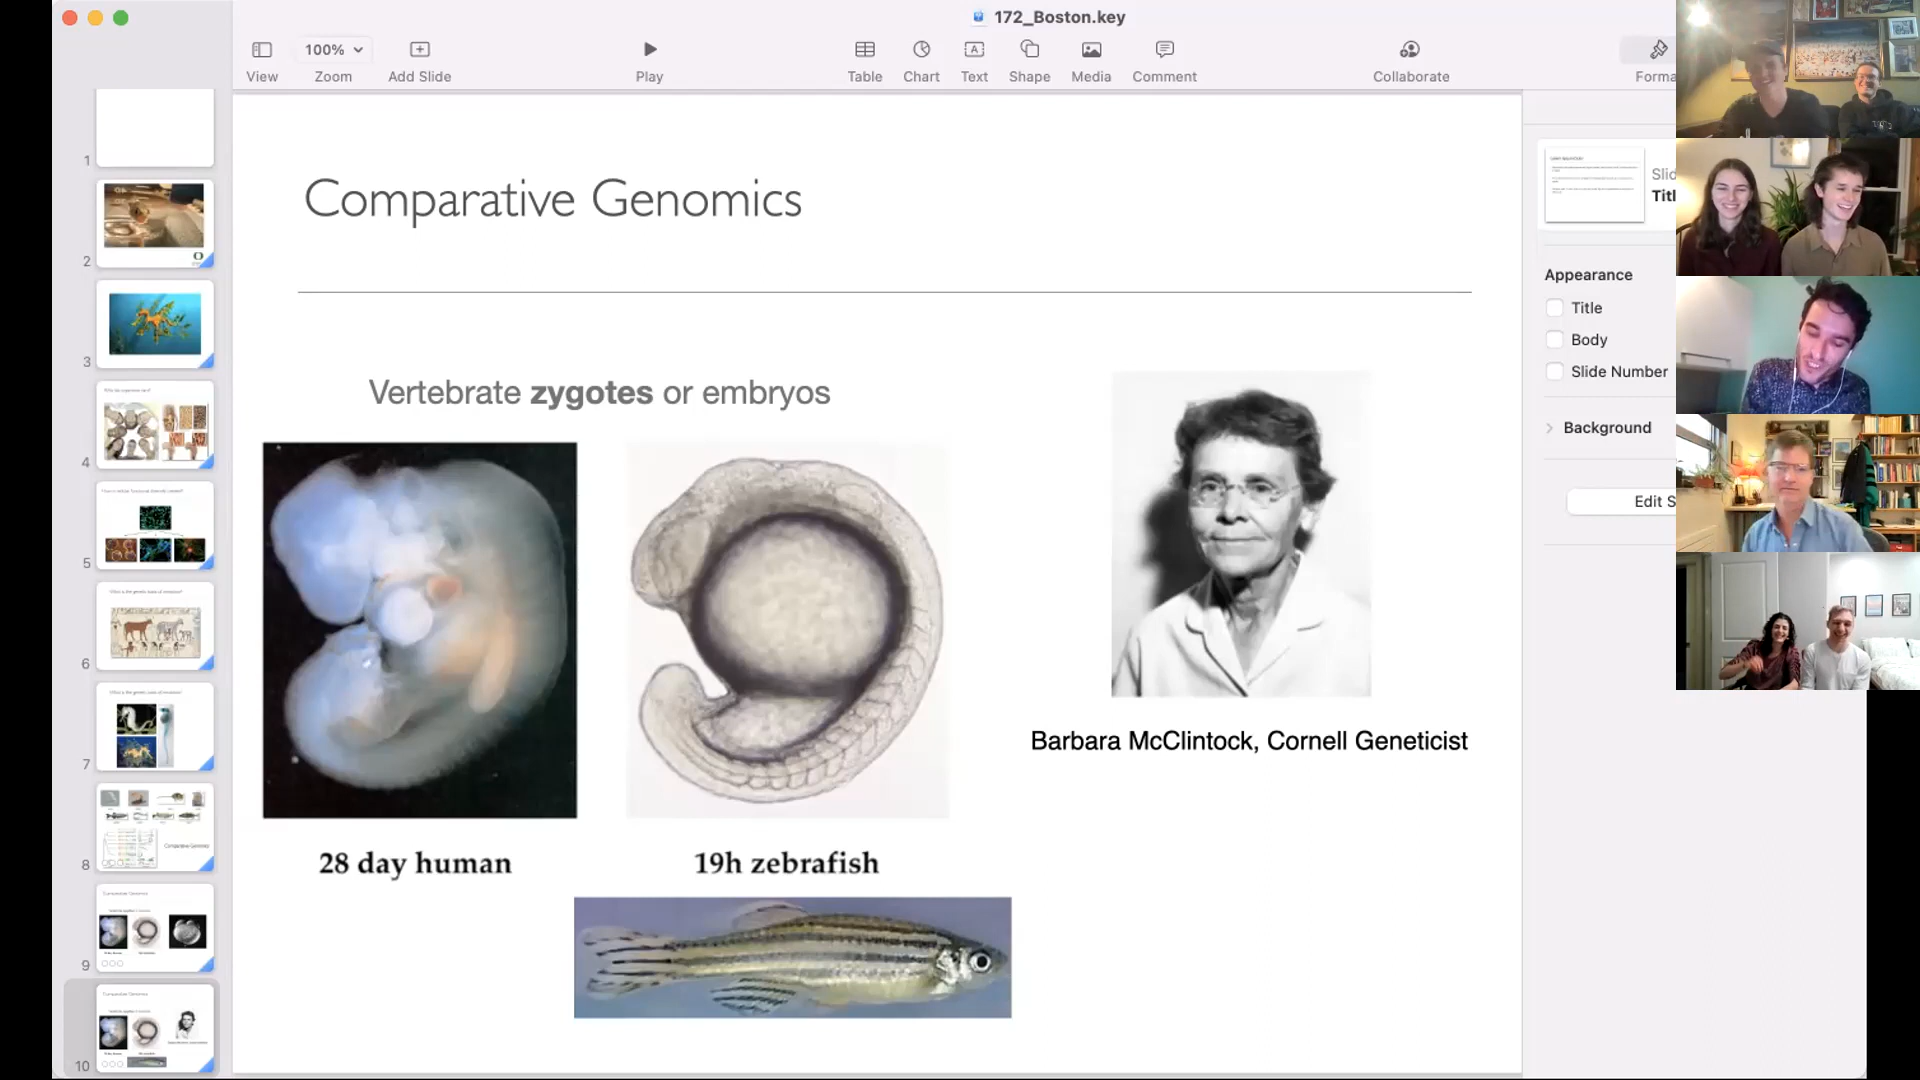 172_Boston.key
View
100%
Zoom
Add Slide
Play
Table
Chart
Text
Shape
Media
Comment
Collaborate
Forma
1
2
3
4
5
6
7
8
9
10
Comparative Genomics
Vertebrate zygotes or embryos
28 day human
19h zebrafish
Barbara McClintock, Cornell Geneticist
Slid
Titl
Appearance
Title
Body
Slide Number
Background
Edit S